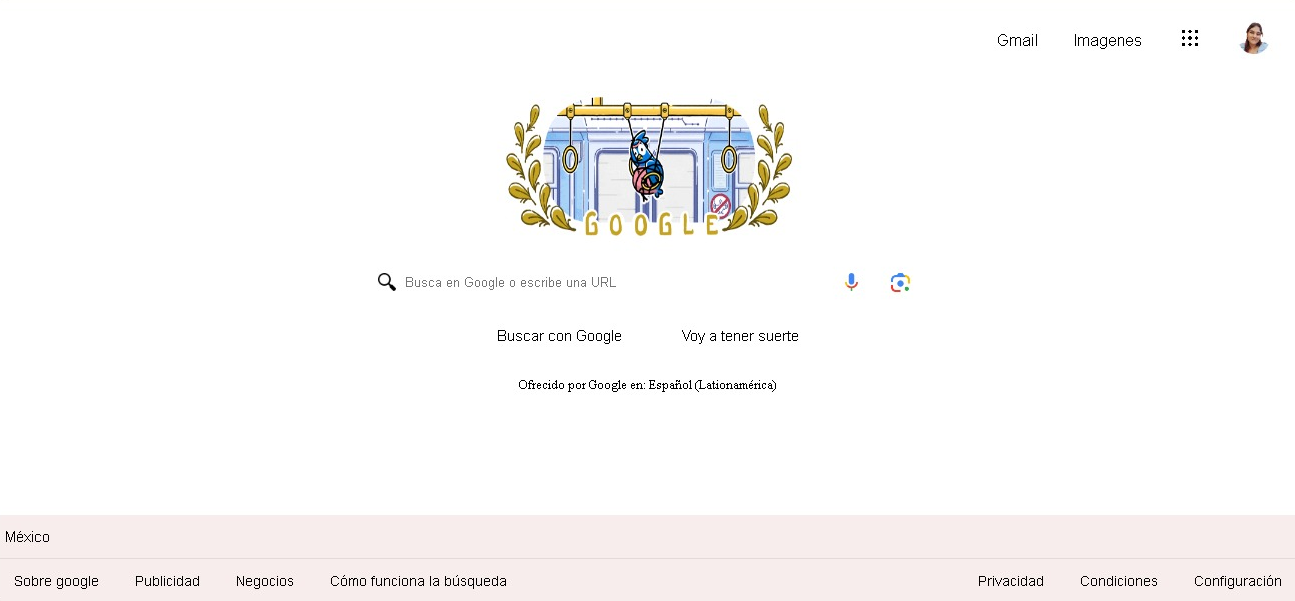 Gmail Imagenes
GOOGLE
Busca en Google o escribe una URL
Buscar con Google Voy a tener suerte
Ofrecido por Google en: Español (Lationamérica)
México
Sobre google Publicidad Negocios Cómo funciona la búsqueda Privacidad Condiciones Configuración